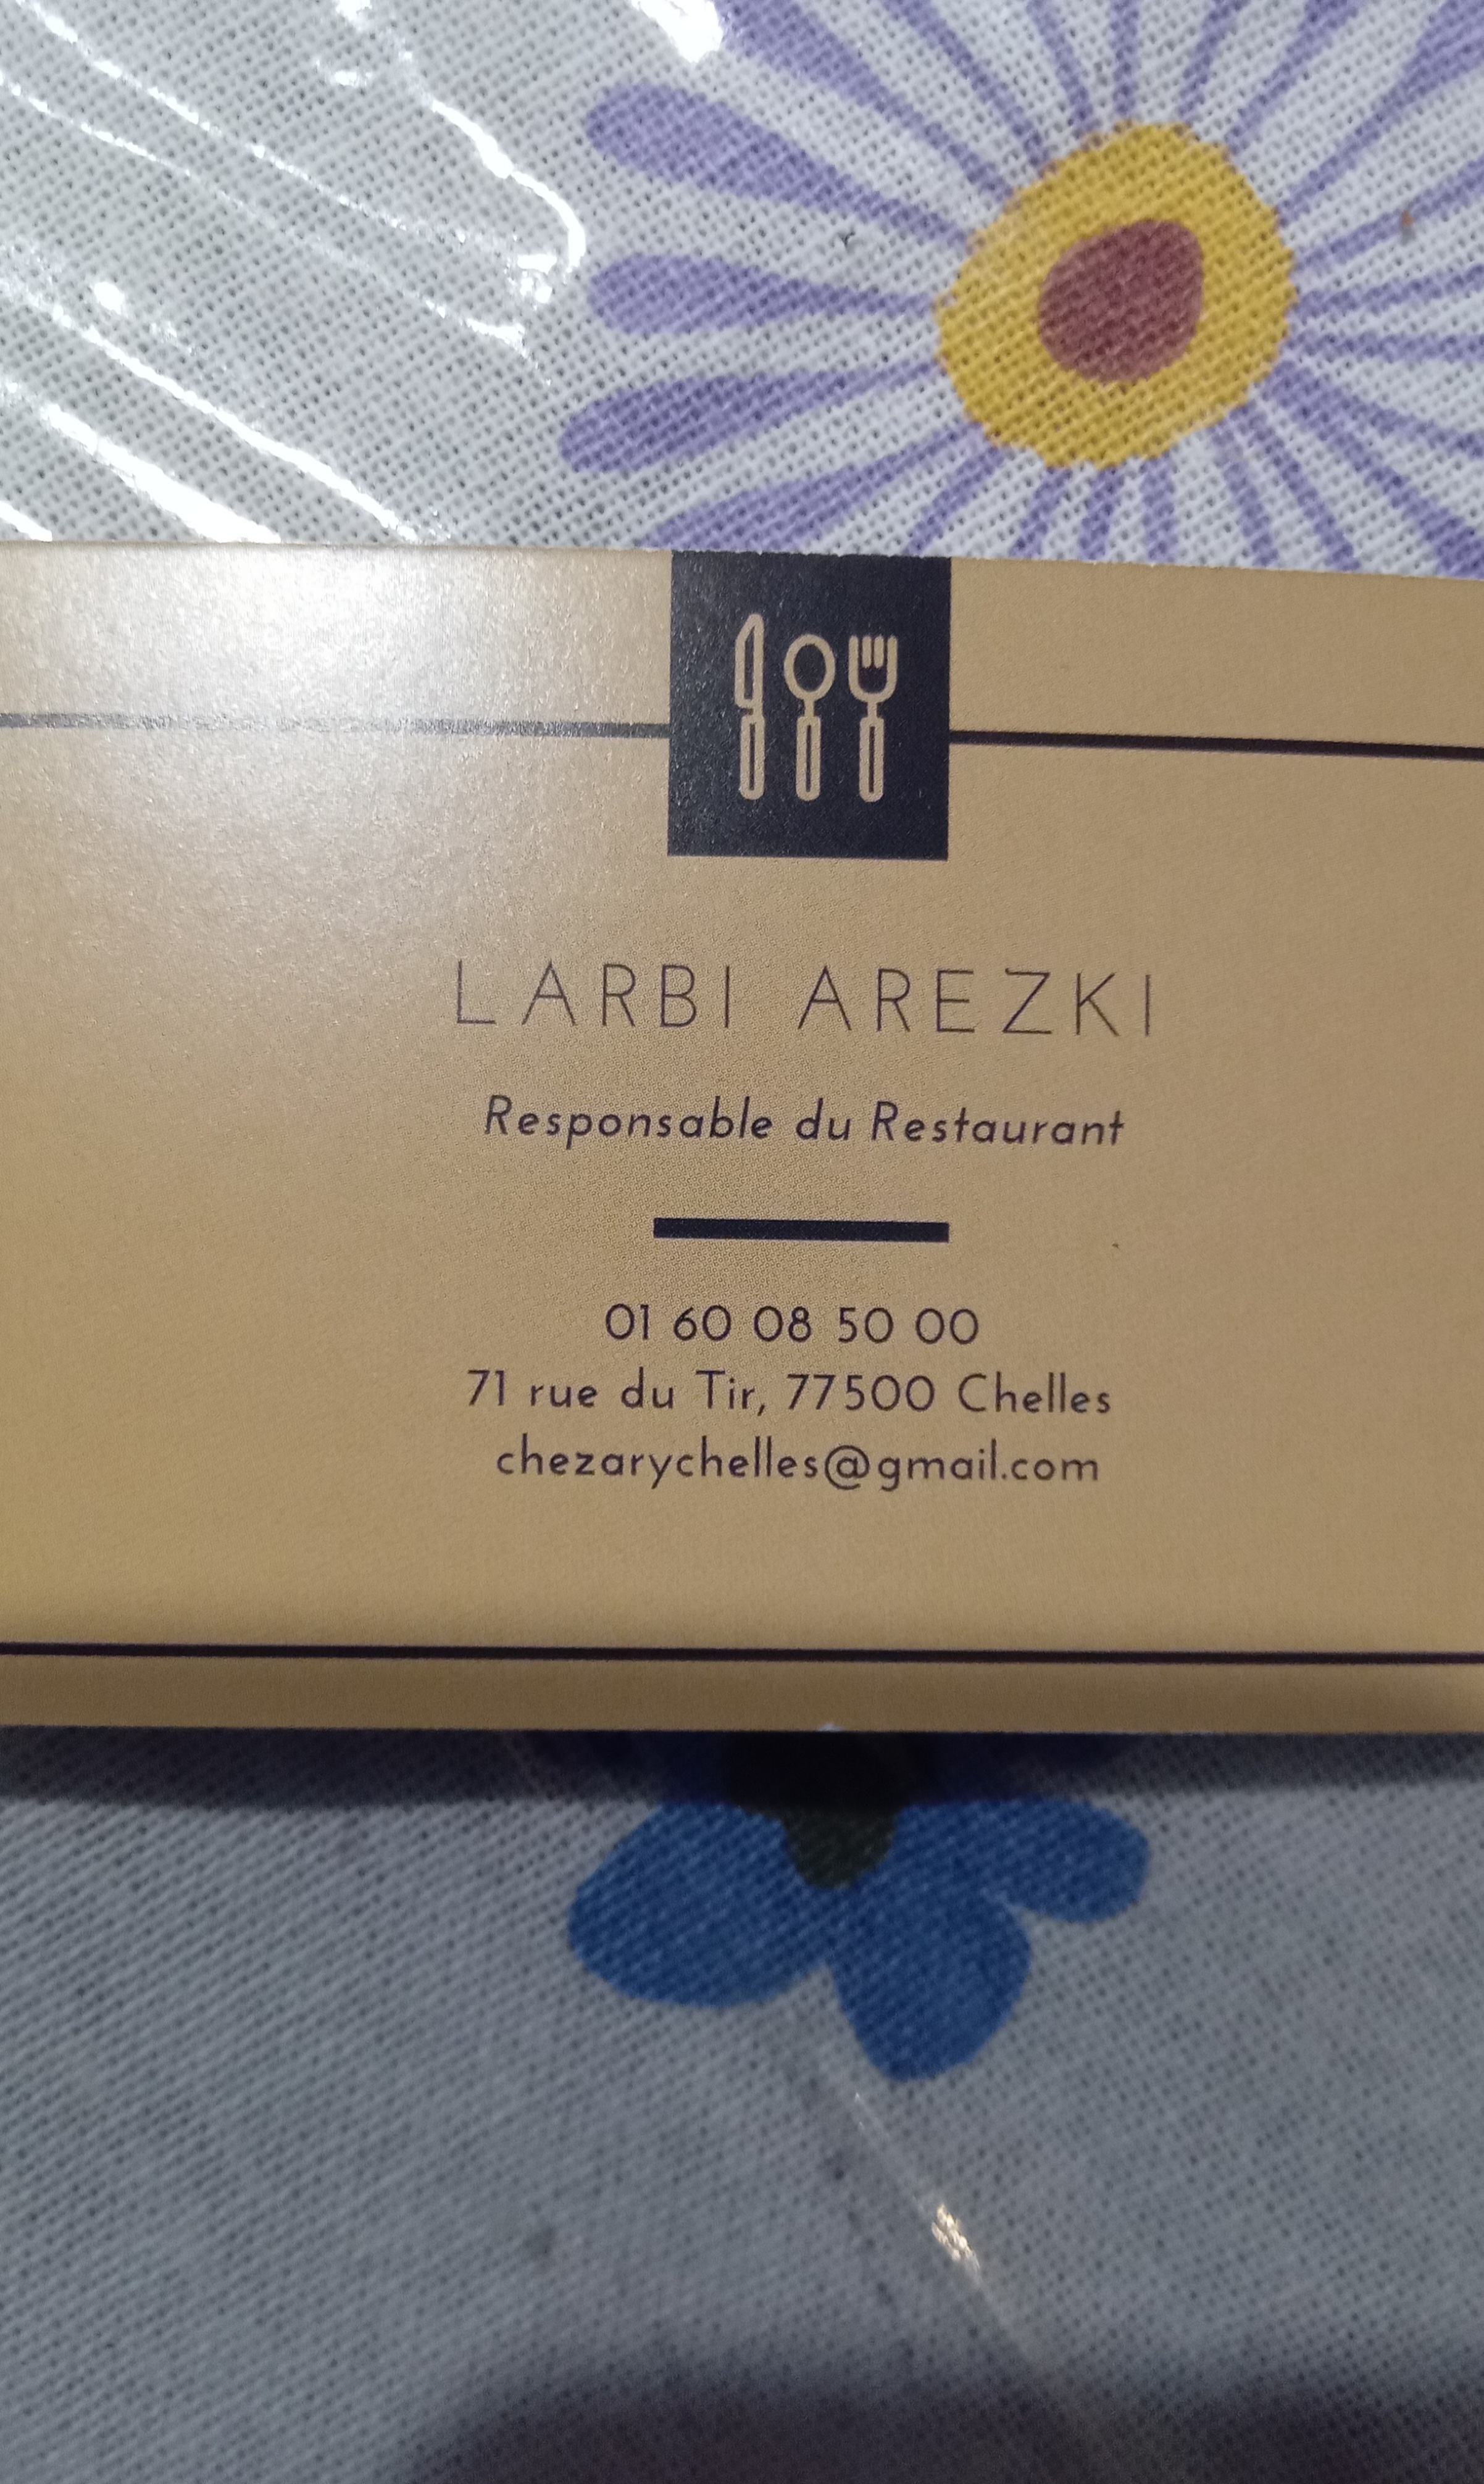 LARBI AREZKI
Responsable du Restaurant
01 60 08 50 00
71 rue du Tir, 77500 Chelles
chezarychelles@gmail.com